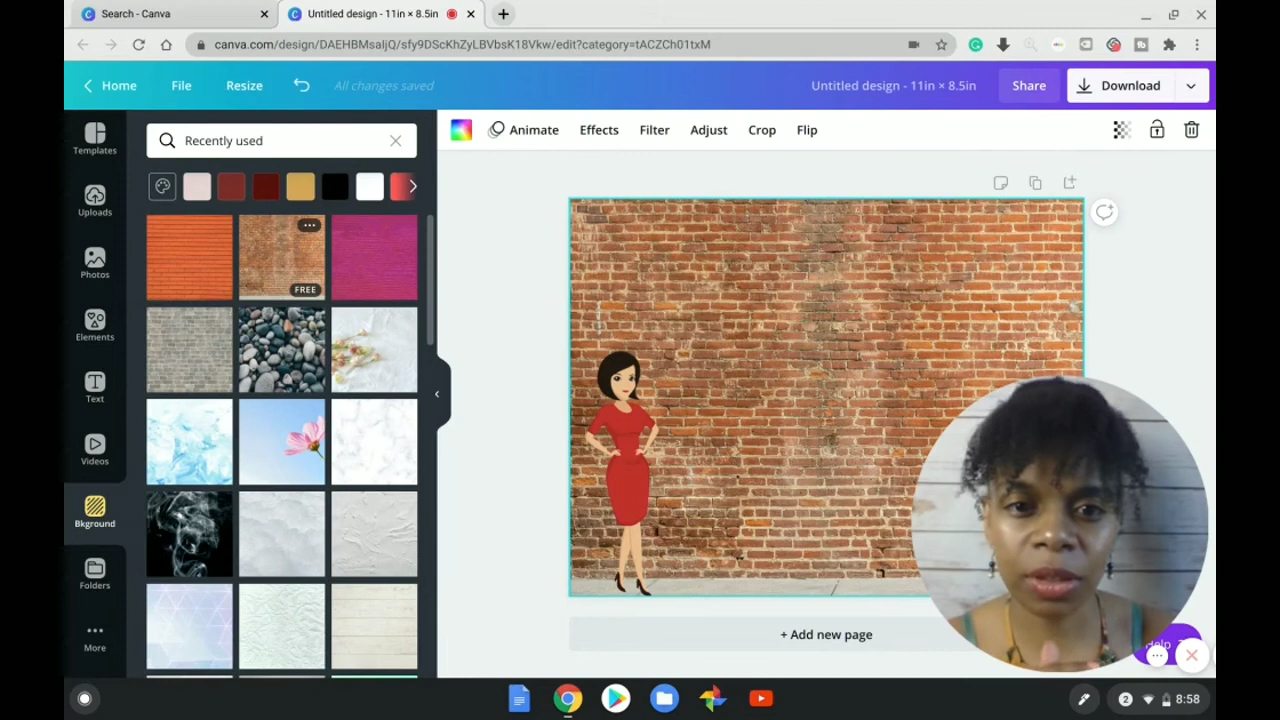 Search - Canva
Untitled design - 11in × 8.5in
canva.com/design/DAEHBMsaljQ/sfy9DScKhZyLBVbsK18Vkw/edit?category=tACZCh01txM
Home
File
Resize
All changes saved
Untitled design - 11in × 8.5in
Share
Download
Templates
Uploads
Photos
Elements
Text
Videos
Bkground
Folders
More
Recently used
FREE
Animate
Effects
Filter
Adjust
Crop
Flip
+ Add new page
Help
2
8:58